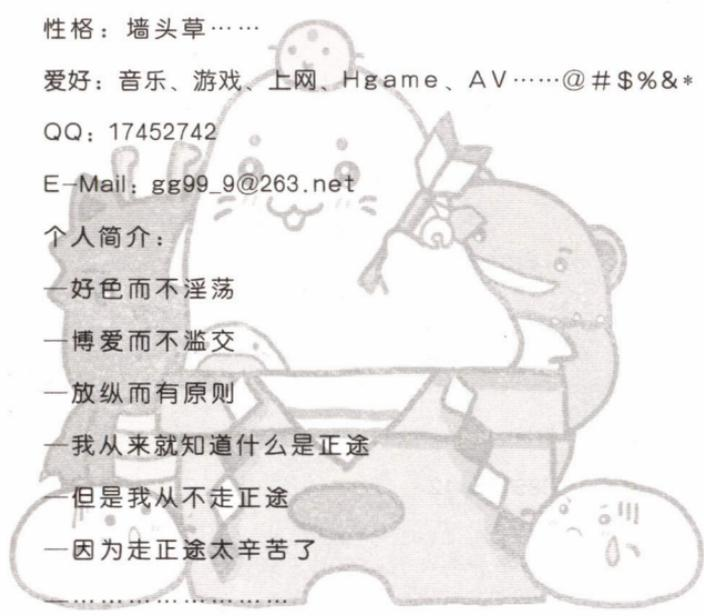 性格：墙头草……
爱好：音乐、游戏、上网、Hgame、AV……@#$%&*
QQ：17452742
E-Mail：gg99_9@263.net
个人简介：
—好色而不淫荡
—博爱而不滥交
—放纵而有原则
—我从来就知道什么是正途
—但是我从不走正途
—因为走正途太辛苦了
—………………………